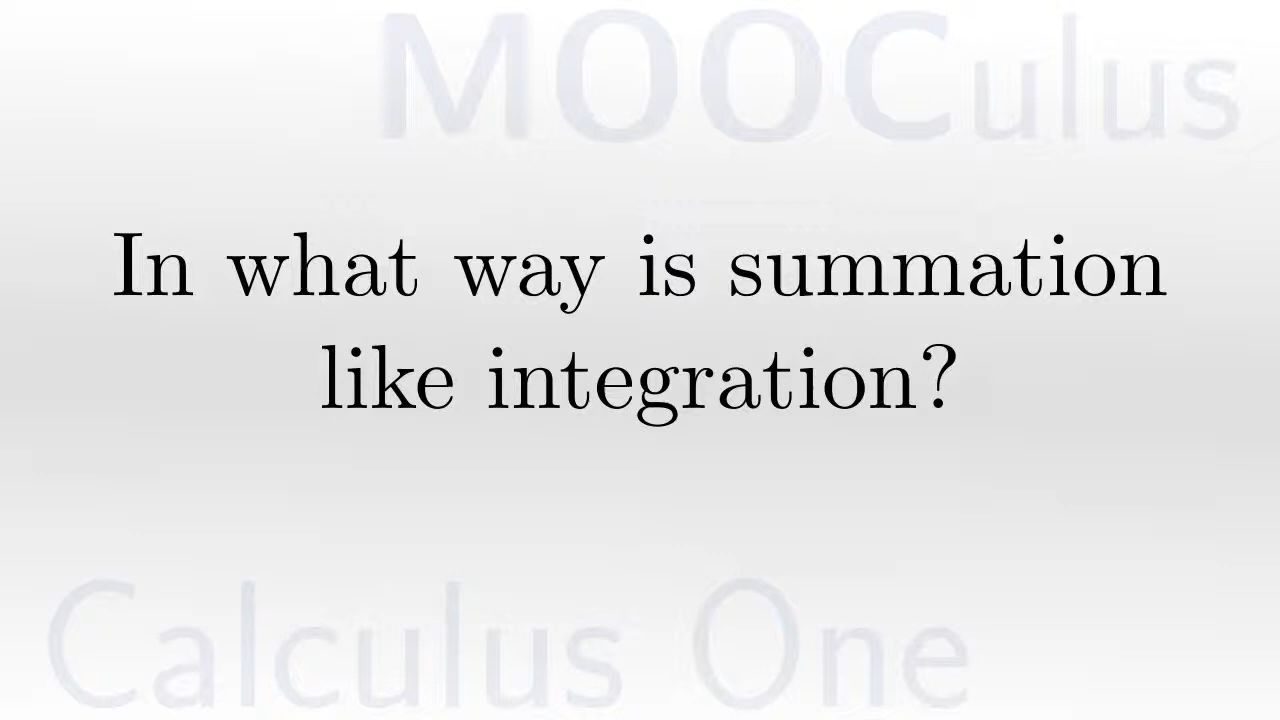 MOOCulus
In what way is summation
like integration?
Calculus One